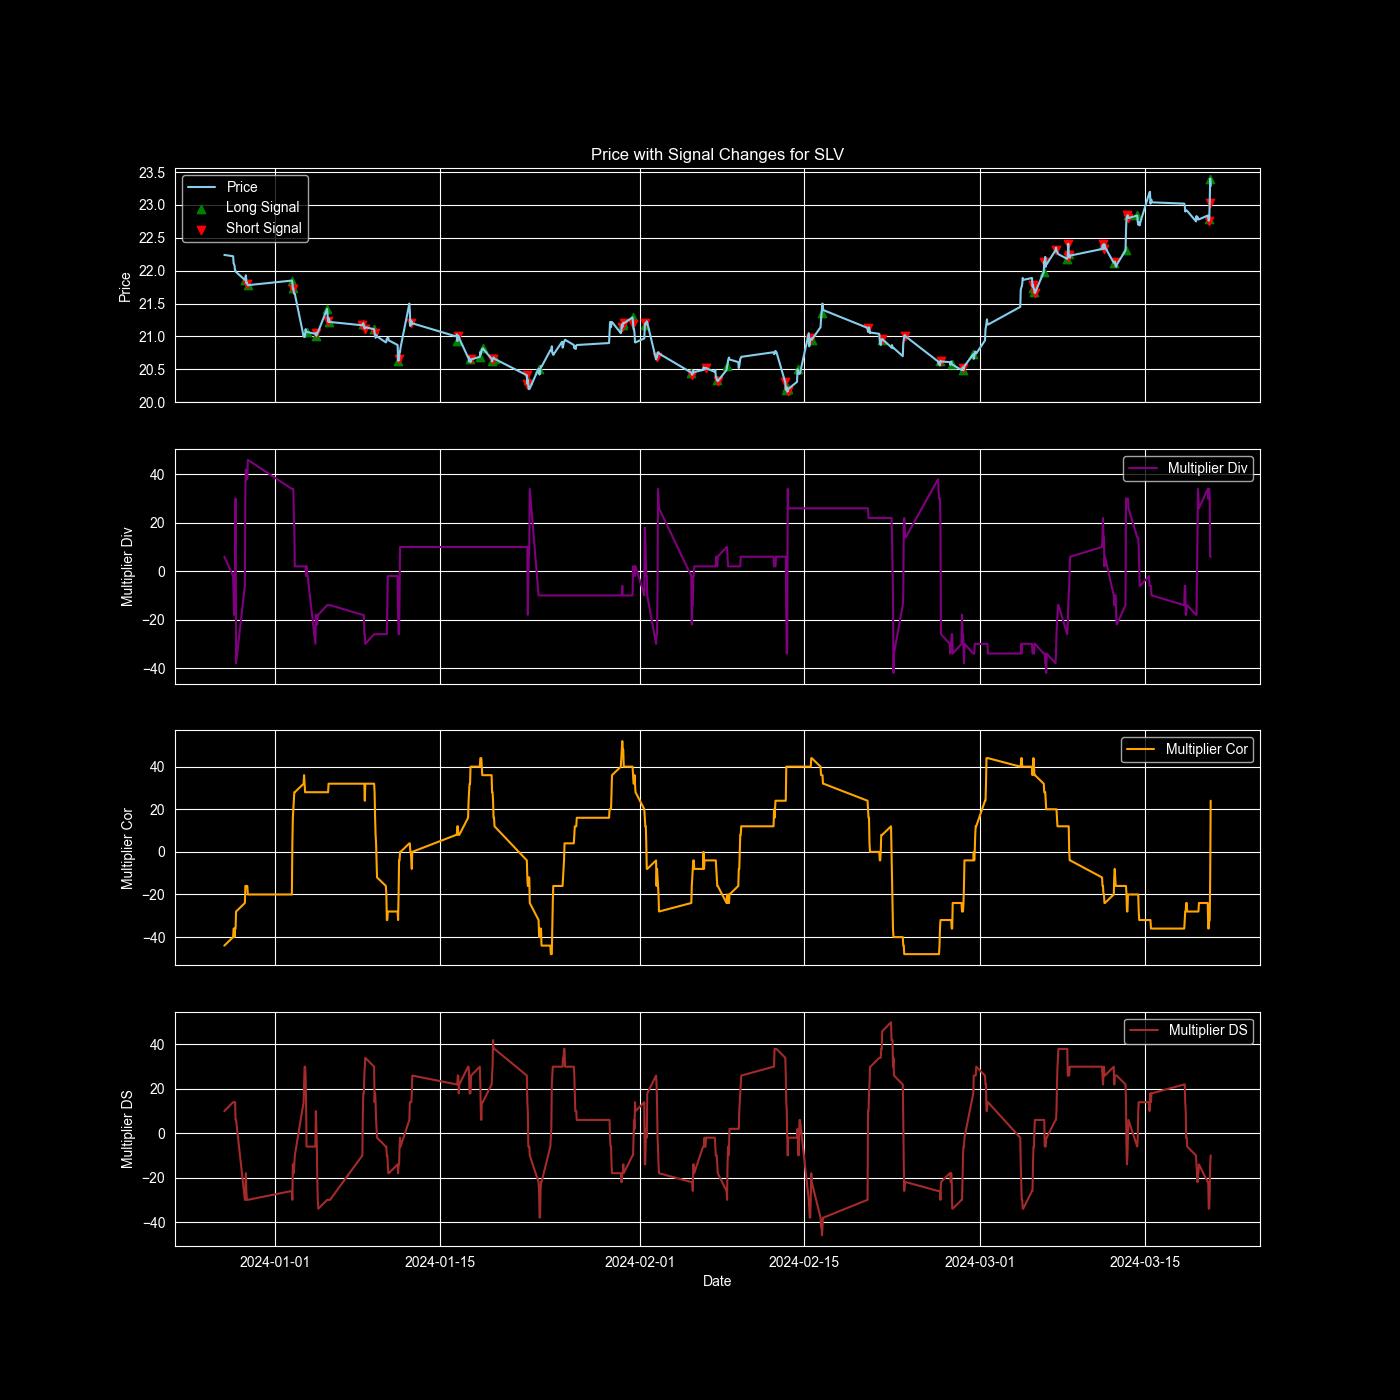 Price with Signal Changes for SLV
Price
23.5
23.0
22.5
22.0
21.5
21.0
20.5
20.0
Price
Long Signal
Short Signal
Multiplier Div
40
20
0
−20
−40
Multiplier Div
Multiplier Cor
40
20
0
−20
−40
Multiplier Cor
Multiplier DS
40
20
0
−20
−40
Multiplier DS
2024-01-01 2024-01-15 2024-02-01 2024-02-15 2024-03-01 2024-03-15
Date